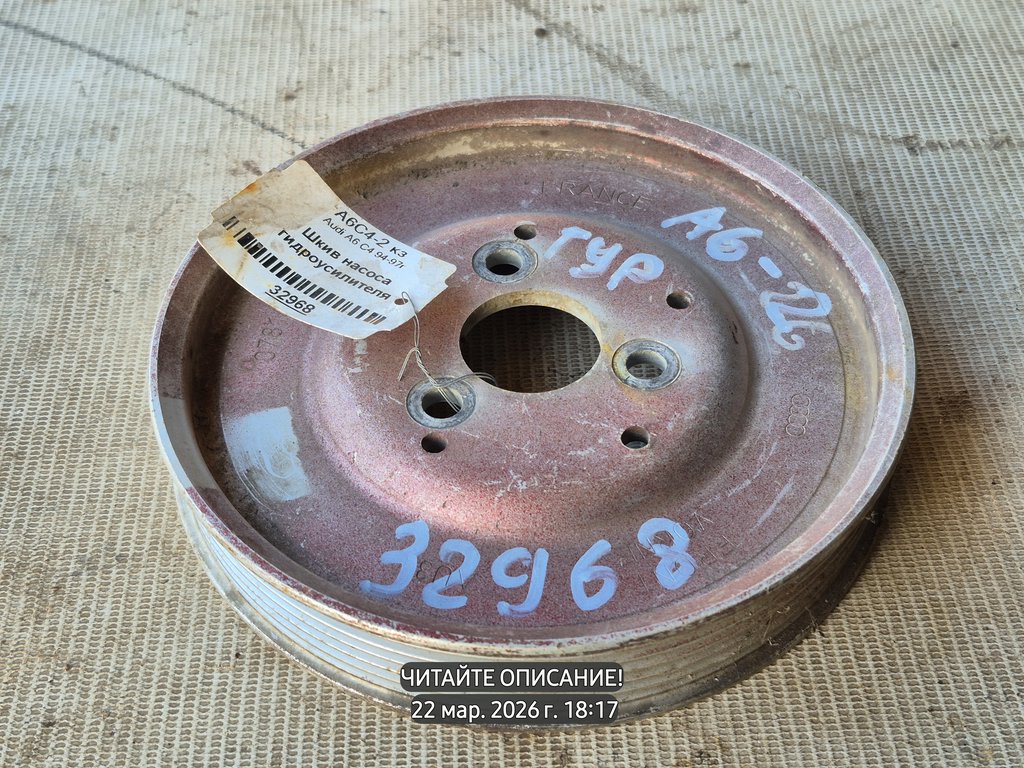 FRANCE
A6-2
ГУР
A6C4-2 к3
Audi A6 C4 94-97г
Шкив насоса
гидроусилителя
32968
078
32968
ЧИТАЙТЕ ОПИСАНИЕ!
22 мар. 2026 г. 18:17